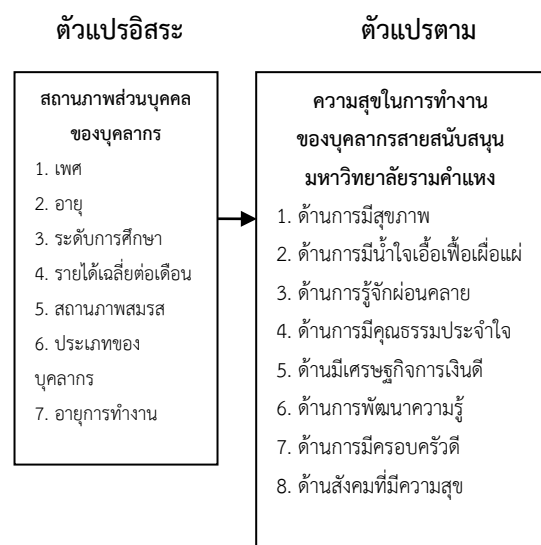 ตัวแปรอิสระ
ตัวแปรตาม
สถานภาพส่วนบุคคล
ของบุคลากร
1. เพศ
2. อายุ
3. ระดับการศึกษา
4. รายได้เฉลี่ยต่อเดือน
5. สถานภาพสมรส
6. ประเภทของ
บุคลากร
7. อายุการทำงาน
ความสุขในการทำงาน
ของบุคลากรสายสนับสนุน
มหาวิทยาลัยรามคำแหง
1. ด้านการมีสุขภาพ
2. ด้านการมีน้ำใจเอื้อเฟื้อเผื่อแผ่
3. ด้านการรู้จักผ่อนคลาย
4. ด้านการมีคุณธรรมประจำใจ
5. ด้านมีเศรษฐกิจการเงินดี
6. ด้านการพัฒนาความรู้
7. ด้านการมีครอบครัวดี
8. ด้านสังคมที่มีความสุข